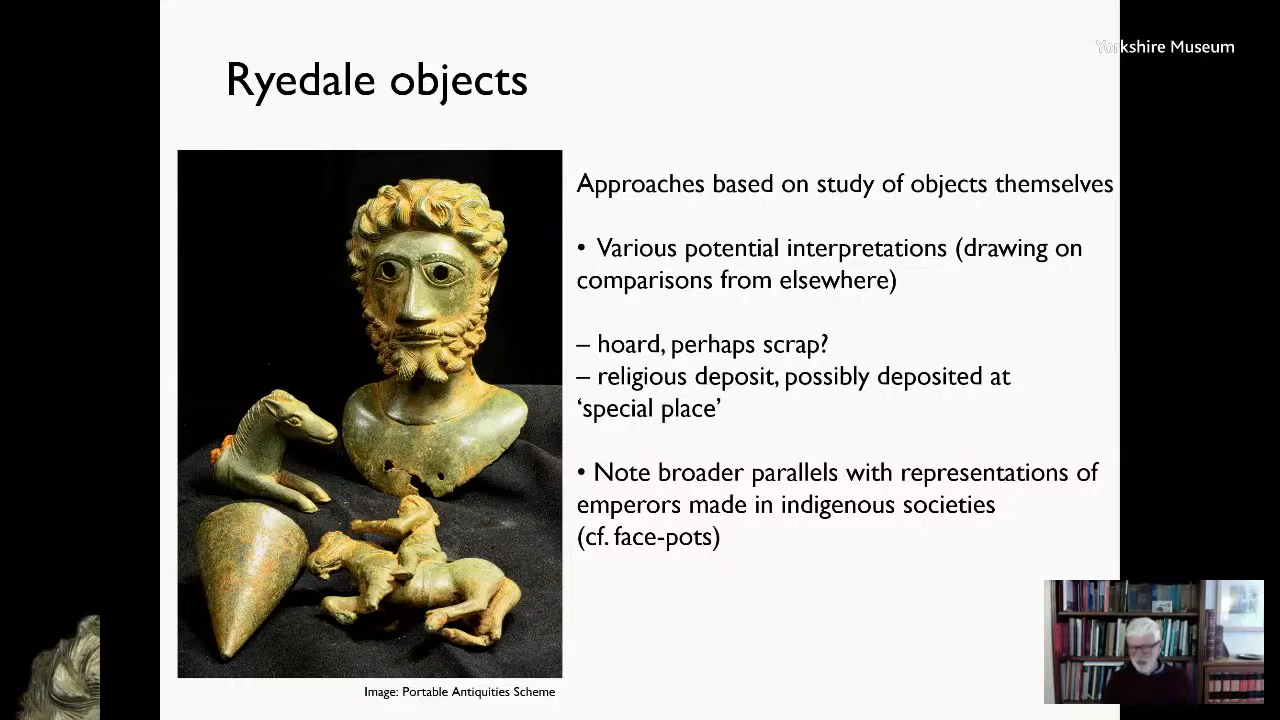 Yorkshire Museum
Ryedale objects
Approaches based on study of objects themselves
• Various potential interpretations (drawing on
comparisons from elsewhere)
– hoard, perhaps scrap?
– religious deposit, possibly deposited at
‘special place’
• Note broader parallels with representations of
emperors made in indigenous societies
(cf. face-pots)
Image: Portable Antiquities Scheme